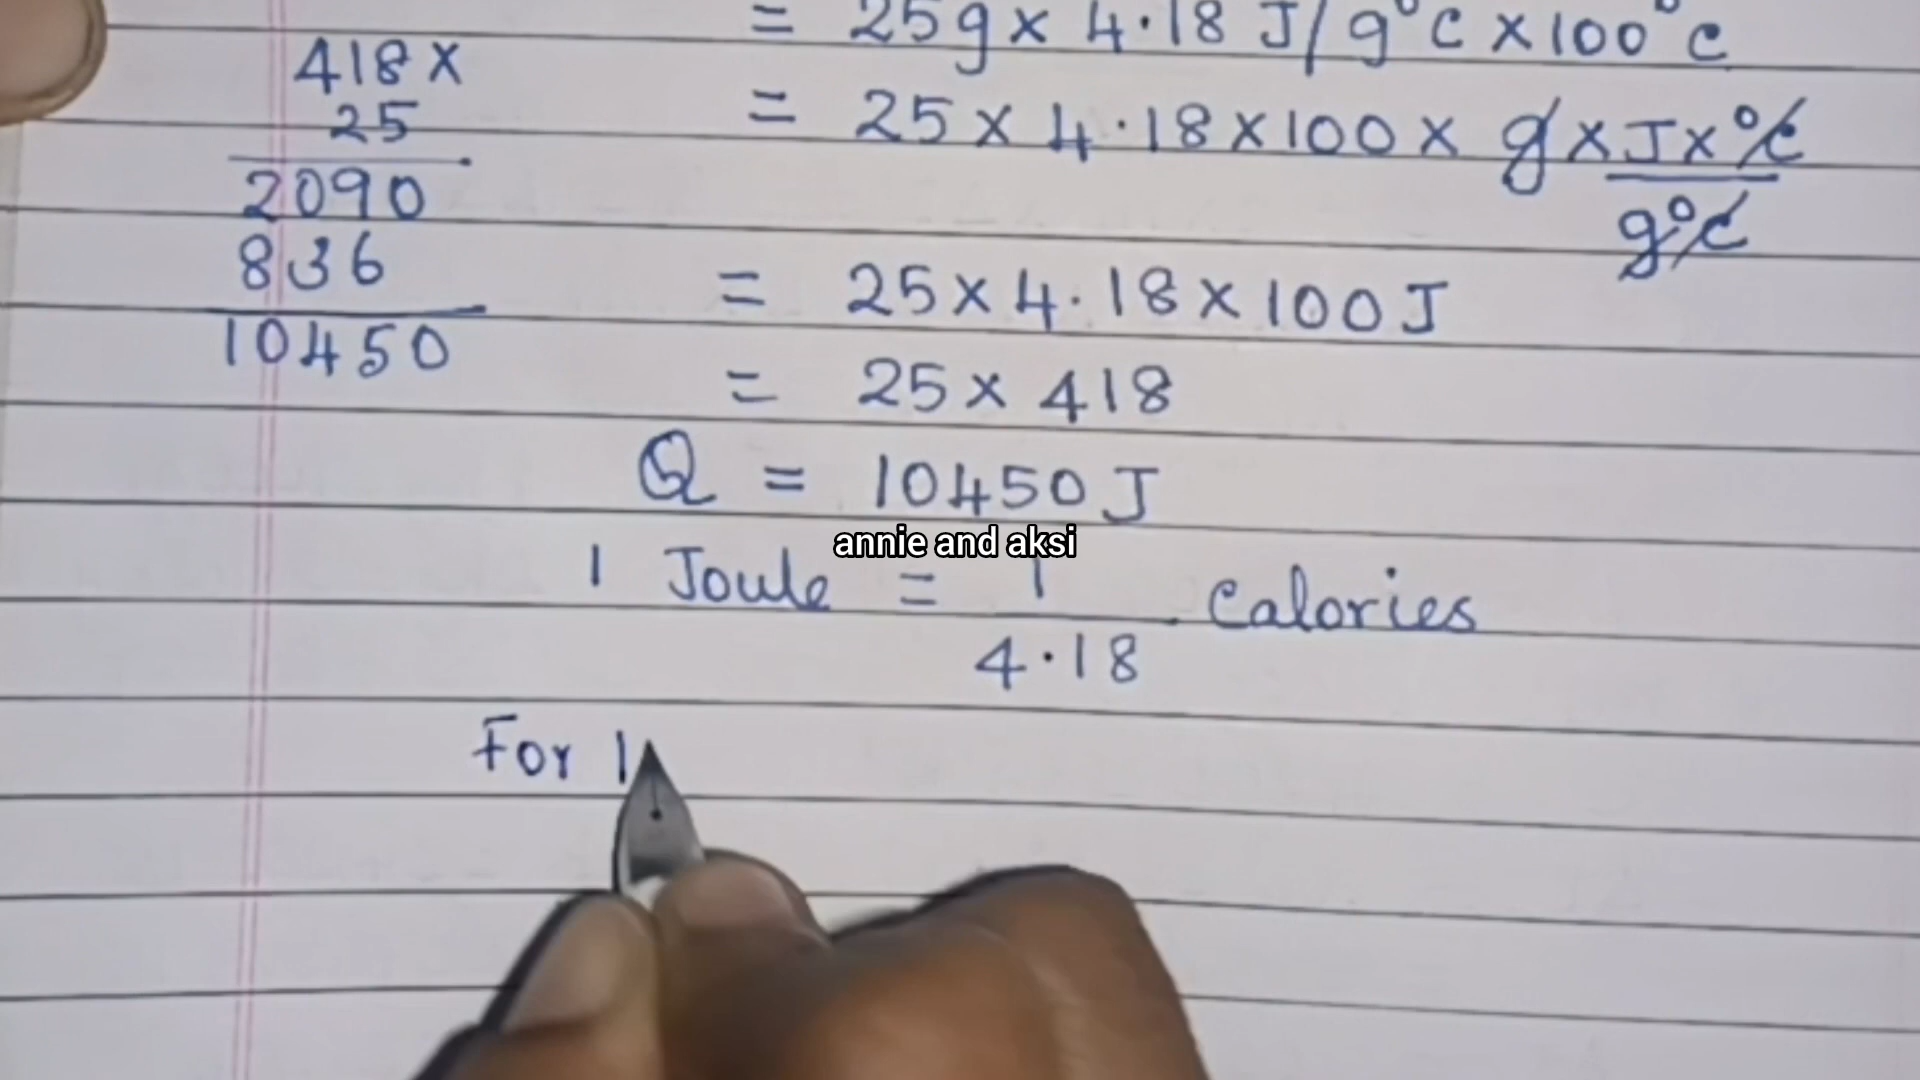 418 x
25
2090
836
10450
= 25g x 4.18 J/g°c x 100°c
= 25 x 4.18 x 100 x g x J x °c
g°c
= 25 x 4.18 x 100 J
= 25 x 418
Q = 10450 J
annie and aksi
1 Joule = 1 Calories
4.18
For 1